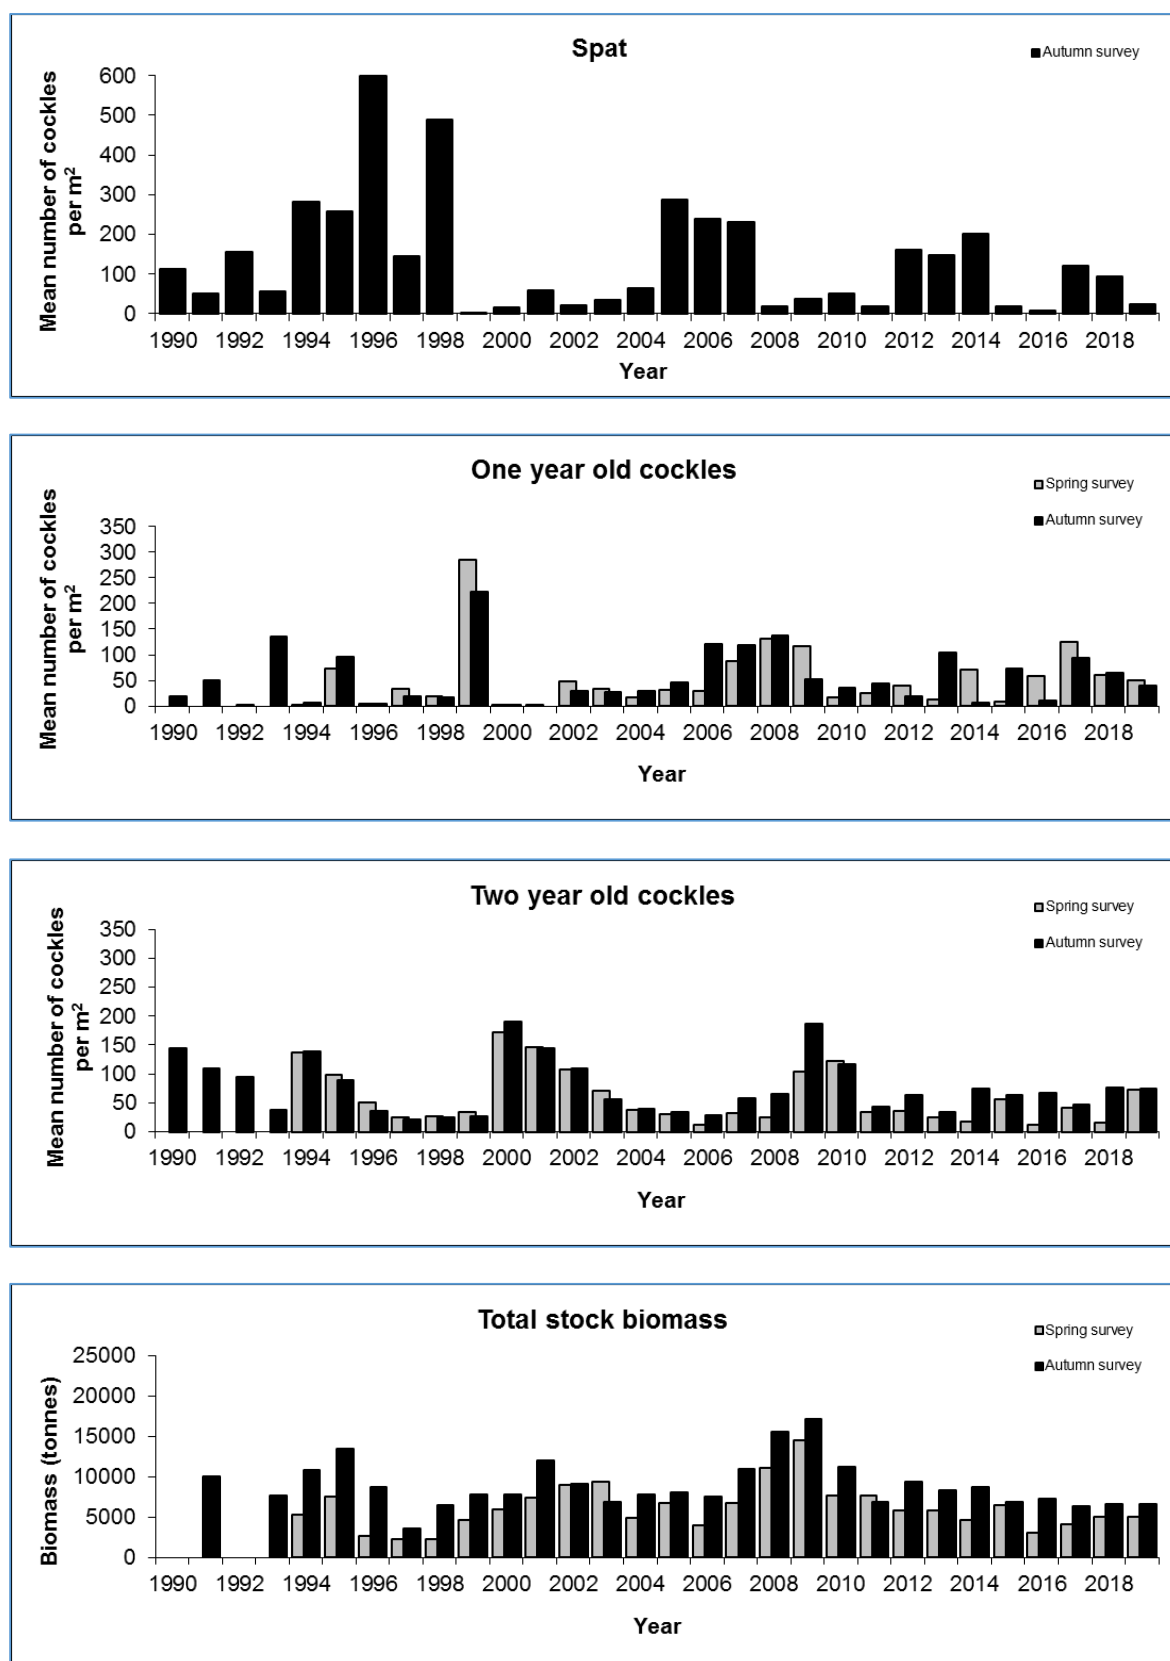 Spat
Autumn survey
Mean number of cockles
per m²
600
500
400
300
200
100
0
1990 1992 1994 1996 1998 2000 2002 2004 2006 2008 2010 2012 2014 2016 2018
Year
One year old cockles
Spring survey
Autumn survey
Mean number of cockles
per m²
350
300
250
200
150
100
50
0
1990 1992 1994 1996 1998 2000 2002 2004 2006 2008 2010 2012 2014 2016 2018
Year
Two year old cockles
Spring survey
Autumn survey
Mean number of cockles
per m²
350
300
250
200
150
100
50
0
1990 1992 1994 1996 1998 2000 2002 2004 2006 2008 2010 2012 2014 2016 2018
Year
Total stock biomass
Spring survey
Autumn survey
Biomass (tonnes)
25000
20000
15000
10000
5000
0
1990 1992 1994 1996 1998 2000 2002 2004 2006 2008 2010 2012 2014 2016 2018
Year